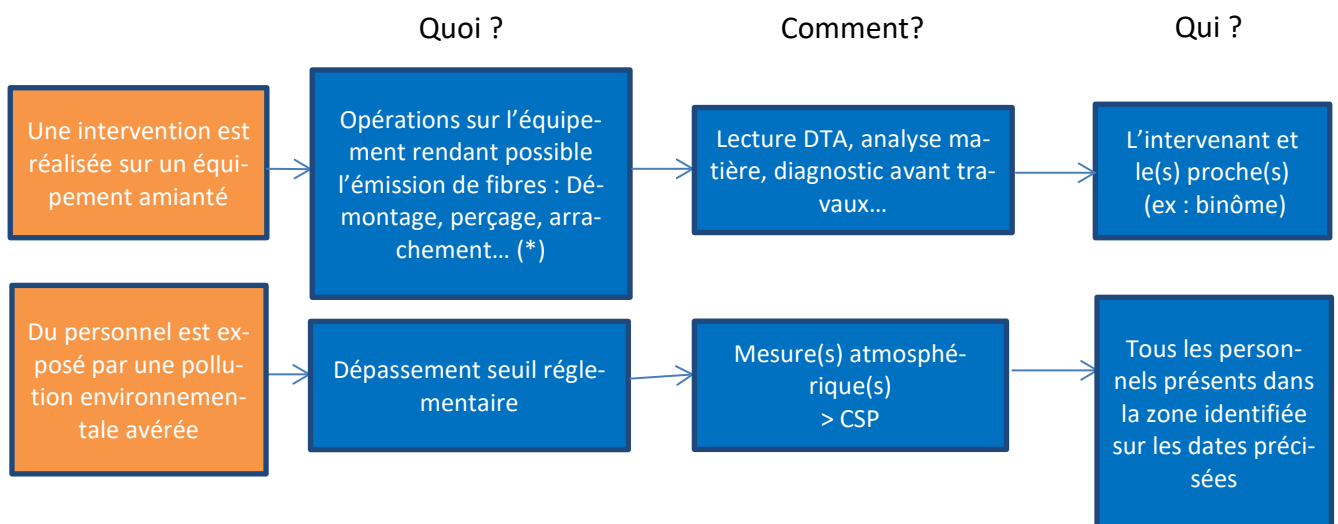 Quoi ?
Comment?
Qui ?
Une intervention est
réalisée sur un équi-
pement amianté
Opérations sur l’équipe-
ment rendant possible
l’émission de fibres : Dé-
montage, perçage, arra-
chement… (*)
Lecture DTA, analyse ma-
tière, diagnostic avant tra-
vaux…
L’intervenant et
le(s) proche(s)
(ex : binôme)
Du personnel est ex-
posé par une pollu-
tion environnemen-
tale avérée
Dépassement seuil régle-
mentaire
Mesure(s) atmosphé-
rique(s)
> CSP
Tous les person-
nels présents dans
la zone identifiée
sur les dates préci-
sées